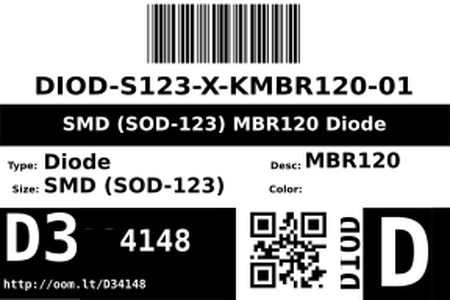 DIOD-S123-X-KMBR120-01
SMD (SOD-123) MBR120 Diode
Type: Diode
Desc: MBR120
Size: SMD (SOD-123)
Color:
D3 4148
http://oom.lt/D34148
DIOD
D